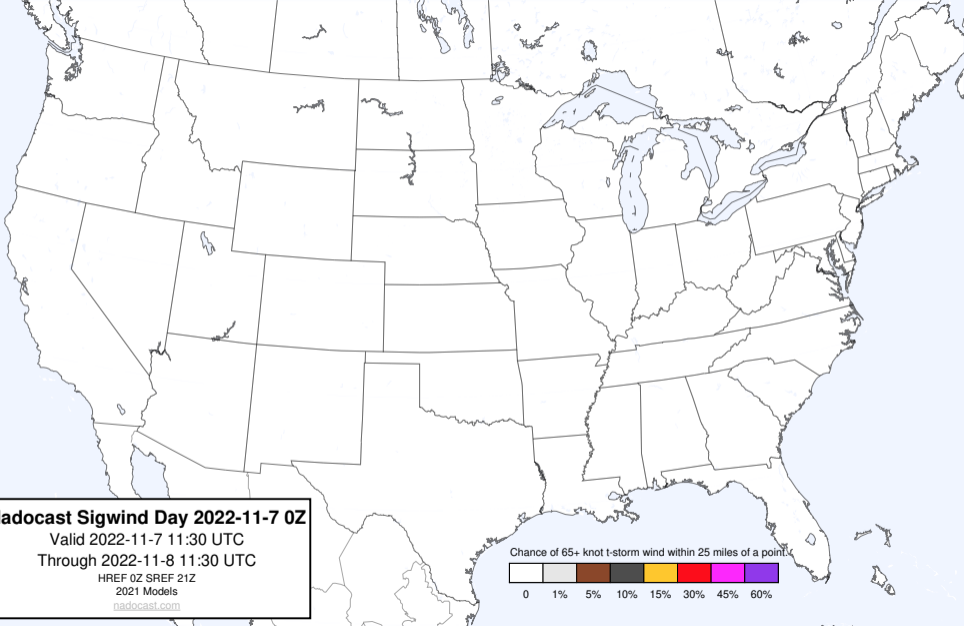 adocast Sigwind Day 2022-11-7 0Z
Valid 2022-11-7 11:30 UTC
Through 2022-11-8 11:30 UTC
HREF 0Z SREF 21Z
2021 Models
nadocast.com
Chance of 65+ knot t-storm wind within 25 miles of a point.
0 1% 5% 10% 15% 30% 45% 60%